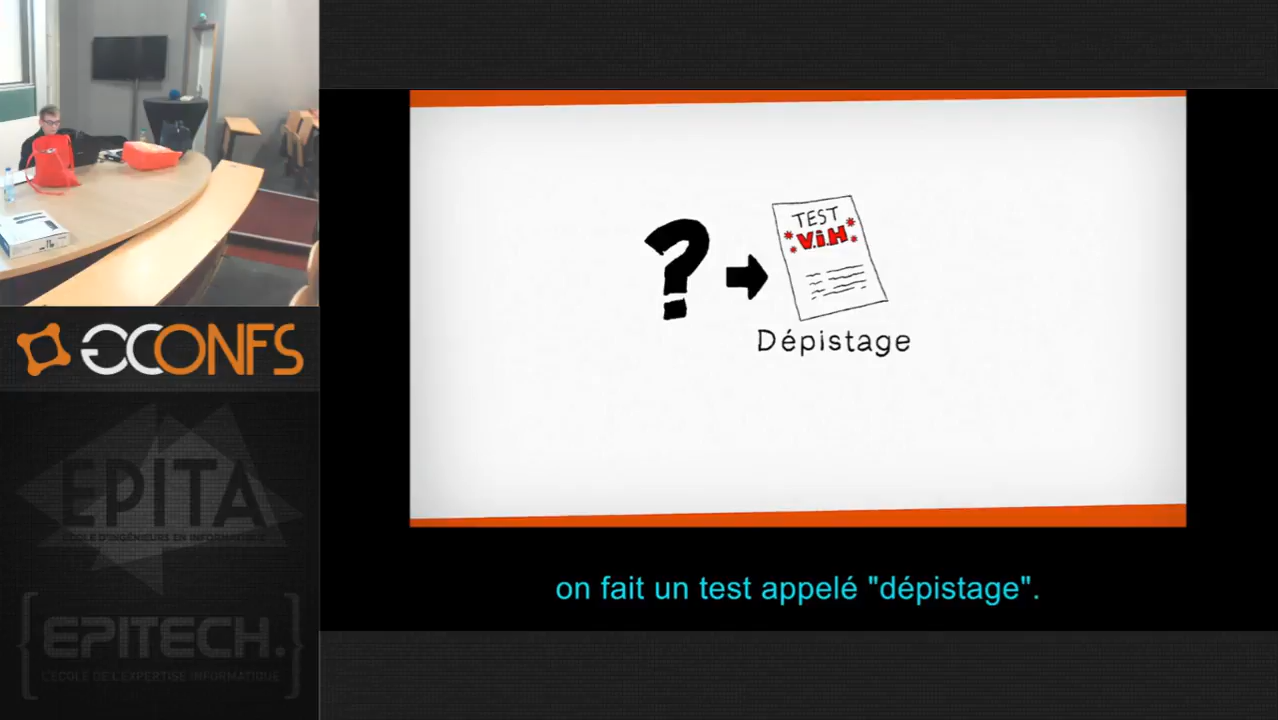 TEST
V.i.H
Dépistage
on fait un test appelé "dépistage".
CONFS
EPITA
ÉCOLE D'INGÉNIEURS EN INFORMATIQUE
{EPITECH.}
L'ÉCOLE DE L'EXPERTISE INFORMATIQUE